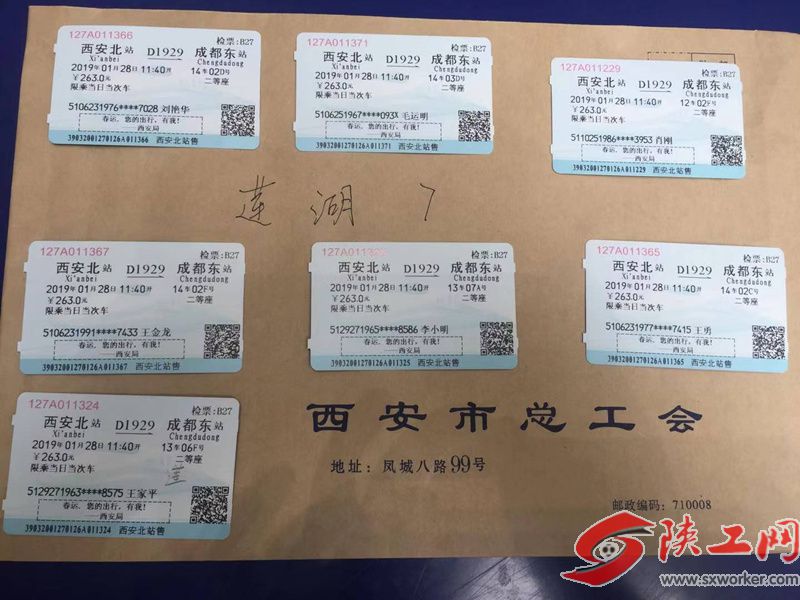 127A011366
检票:B27
西安北站 D1929 成都东站
Xi'anbei Chengdudong
2019年01月28日11:40开 14车02D号
￥263.0元 二等座
限乘当日当次车
5106231976****7028 刘艳华
春运,您的出行,有我!
——西安局
39032001270126A011366 西安北站售
127A011371
检票:B27
西安北站 D1929 成都东站
Xi'anbei Chengdudong
2019年01月28日11:40开 14车03D号
￥263.0元 二等座
限乘当日当次车
5106251967****093X 毛运明
春运,您的出行,有我!
——西安局
39032001270126A011371 西安北站售
127A011229
检票:B27
西安北站 D1929 成都东站
Xi'anbei Chengdudong
2019年01月28日11:40开 12车02F号
￥263.0元 二等座
限乘当日当次车
5110251986****3953 肖刚
春运,您的出行,有我!
——西安局
39032001270126A011229 西安北站售
莲湖 7
127A011367
检票:B27
西安北站 D1929 成都东站
Xi'anbei Chengdudong
2019年01月28日11:40开 14车02F号
￥263.0元 二等座
限乘当日当次车
5106231991****7433 王金龙
春运,您的出行,有我!
——西安局
39032001270126A011367 西安北站售
127A011325
检票:B27
西安北站 D1929 成都东站
Xi'anbei Chengdudong
2019年01月28日11:40开 13车07A号
￥263.0元 二等座
限乘当日当次车
5129271965****8586 李小明
春运,您的出行,有我!
——西安局
39032001270126A011325 西安北站售
127A011365
检票:B27
西安北站 D1929 成都东站
Xi'anbei Chengdudong
2019年01月28日11:40开 14车02C号
￥263.0元 二等座
限乘当日当次车
5106231977****7415 王勇
春运,您的出行,有我!
——西安局
39032001270126A011365 西安北站售
127A011324
检票:B27
西安北站 D1929 成都东站
Xi'anbei Chengdudong
2019年01月28日11:40开 13车06F号
￥263.0元 二等座
限乘当日当次车
莲
5129271963****8575 王家平
春运,您的出行,有我!
——西安局
39032001270126A011324 西安北站售
西安市总工会
地址：凤城八路99号
邮政编码：710008
陕工网
www.sxworker.com